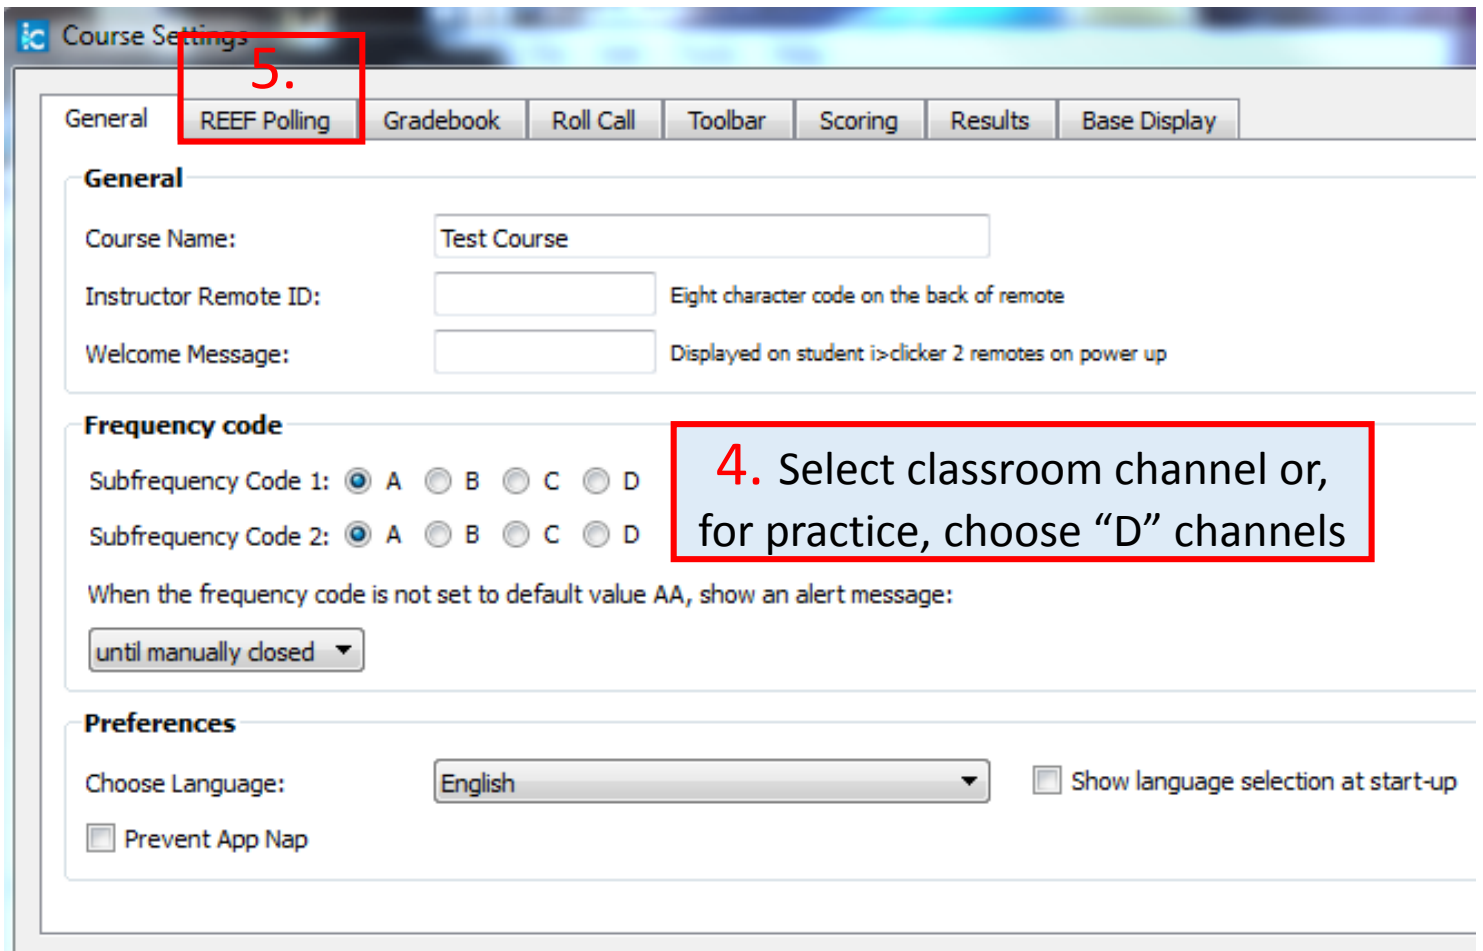 ic Course Settings
5.
General REEF Polling Gradebook Roll Call Toolbar Scoring Results Base Display
General
Course Name: Test Course
Instructor Remote ID: Eight character code on the back of remote
Welcome Message: Displayed on student i>clicker 2 remotes on power up
Frequency code
Subfrequency Code 1: A B C D
Subfrequency Code 2: A B C D
4. Select classroom channel or,
for practice, choose “D” channels
When the frequency code is not set to default value AA, show an alert message:
until manually closed
Preferences
Choose Language: English Show language selection at start-up
Prevent App Nap